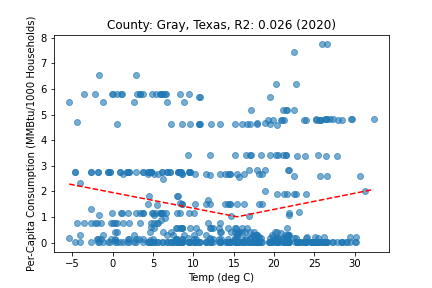 County: Gray, Texas, R2: 0.026 (2020)
Per-Capita Consumption (MMBtu/1000 Households)
8
7
6
5
4
3
2
1
0
−5 0 5 10 15 20 25 30
Temp (deg C)